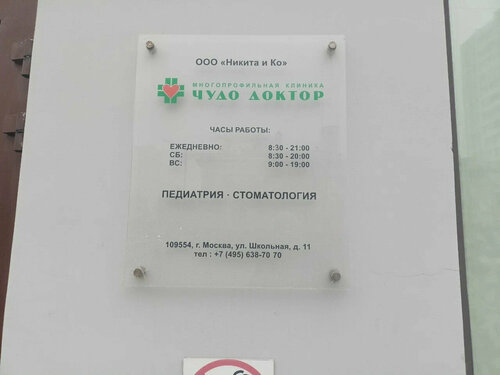 ООО «Никита и Ко»
МНОГОПРОФИЛЬНАЯ КЛИНИКА
ЧУДО ДОКТОР
ЧАСЫ РАБОТЫ:
ЕЖЕДНЕВНО: 8:30 - 21:00
СБ: 8:30 - 20:00
ВС: 9:00 - 19:00
ПЕДИАТРИЯ · СТОМАТОЛОГИЯ
109554, г. Москва, ул. Школьная, д. 11
тел : +7 (495) 638-70 70